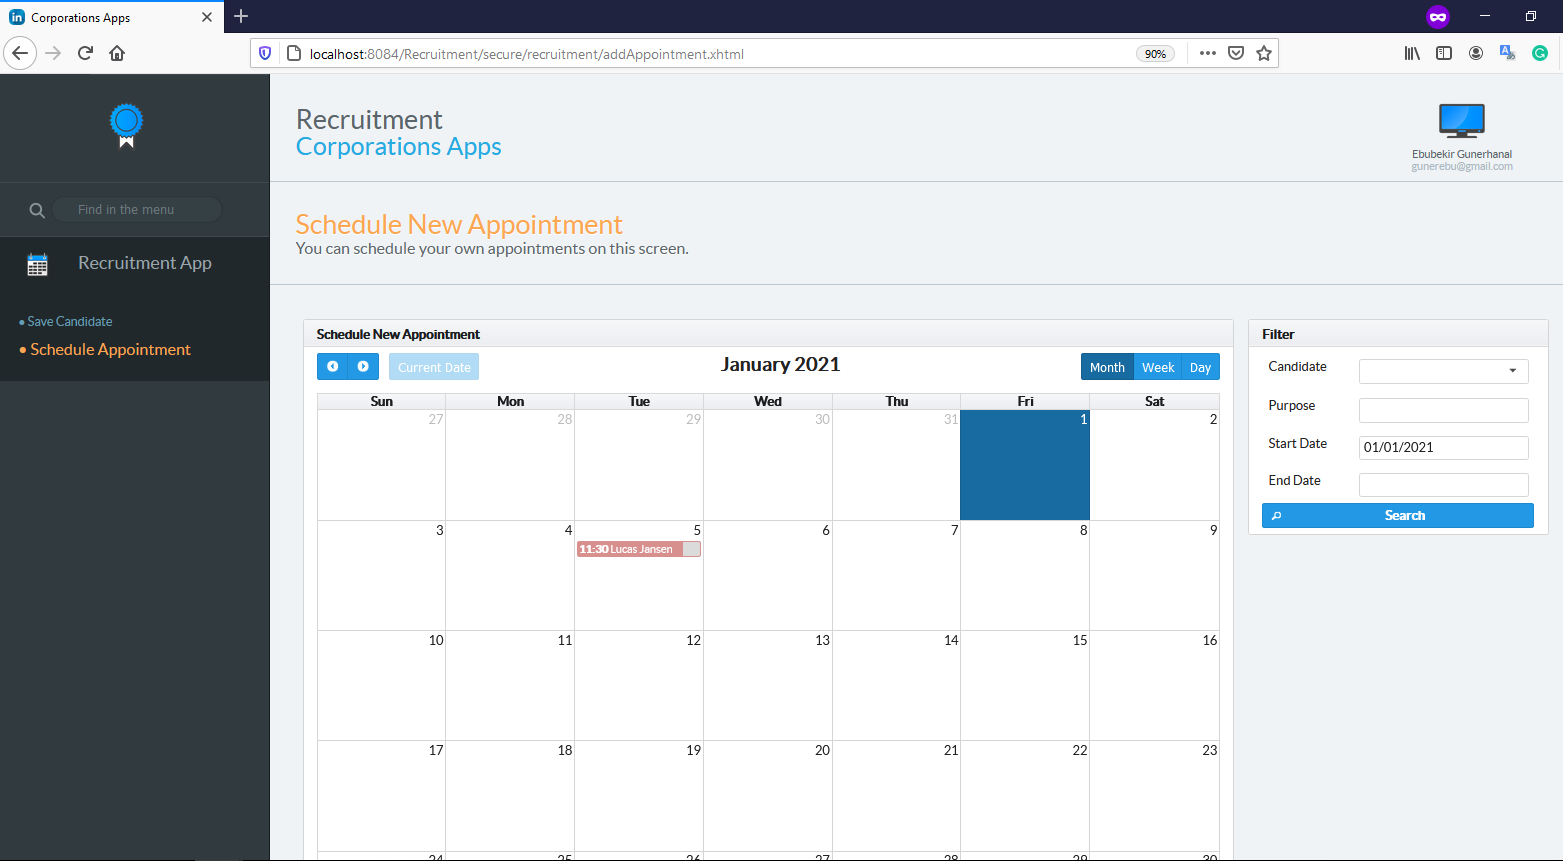 in Corporations Apps
localhost:8084/Recruitment/secure/recruitment/addAppointment.xhtml
90%
Recruitment
Corporations Apps
Ebubekir Gunerhanal
gunerebu@gmail.com
Find in the menu
Recruitment App
• Save Candidate
• Schedule Appointment
Schedule New Appointment
You can schedule your own appointments on this screen.
Schedule New Appointment
Current Date
January 2021
Month Week Day
Sun Mon Tue Wed Thu Fri Sat
27 28 29 30 31 1 2
3 4 5 6 7 8 9
11:30 Lucas Jansen
10 11 12 13 14 15 16
17 18 19 20 21 22 23
24 25 26 27 28 29 30
Filter
Candidate
Purpose
Start Date 01/01/2021
End Date
Search